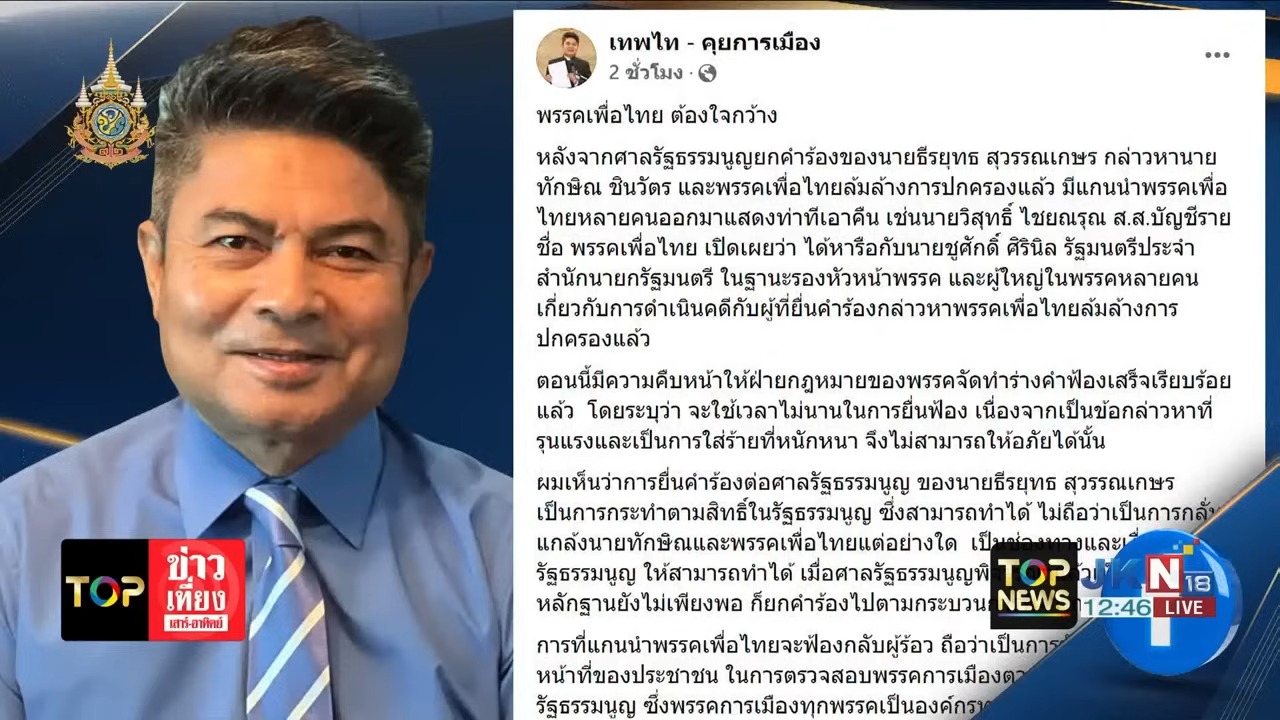 เทพไท - คุยการเมือง
2 ชั่วโมง
พรรคเพื่อไทย ต้องใจกว้าง
หลังจากศาลรัฐธรรมนูญยกคำร้องของนายธีรยุทธ สุวรรณเกษร กล่าวหานาย
ทักษิณ ชินวัตร และพรรคเพื่อไทยล้มล้างการปกครองแล้ว มีแกนนำพรรคเพื่อ
ไทยหลายคนออกมาแสดงท่าทีเอาคืน เช่นนายวิสุทธิ์ ไชยณรุณ ส.ส.บัญชีราย
ชื่อ พรรคเพื่อไทย เปิดเผยว่า ได้หารือกับนายชูศักดิ์ ศิรินิล รัฐมนตรีประจำ
สำนักนายกรัฐมนตรี ในฐานะรองหัวหน้าพรรค และผู้ใหญ่ในพรรคหลายคน
เกี่ยวกับการดำเนินคดีกับผู้ที่ยื่นคำร้องกล่าวหาพรรคเพื่อไทยล้มล้างการ
ปกครองแล้ว
ตอนนี้มีความคืบหน้าให้ฝ่ายกฎหมายของพรรคจัดทำร่างคำฟ้องเสร็จเรียบร้อย
แล้ว โดยระบุว่า จะใช้เวลาไม่นานในการยื่นฟ้อง เนื่องจากเป็นข้อกล่าวหาที่
รุนแรงและเป็นการใส่ร้ายที่หนักหนา จึงไม่สามารถให้อภัยได้นั้น
ผมเห็นว่าการยื่นคำร้องต่อศาลรัฐธรรมนูญ ของนายธีรยุทธ สุวรรณเกษร
เป็นการกระทำตามสิทธิ์ในรัฐธรรมนูญ ซึ่งสามารถทำได้ ไม่ถือว่าเป็นการกลั่น
แกล้งนายทักษิณและพรรคเพื่อไทยแต่อย่างใด เป็นช่องทางและ
รัฐธรรมนูญ ให้สามารถทำได้ เมื่อศาลรัฐธรรมนูญ
หลักฐานยังไม่เพียงพอ ก็ยกคำร้องไปตาม
การที่แกนนำพรรคเพื่อไทยจะฟ้องกลับผู้ร้อว ถือว่าเป็นการ
หน้าที่ของประชาชน ในการตรวจสอบพรรคการเมือง
รัฐธรรมนูญ ซึ่งพรรคการเมืองทุกพรรคเป็น
TOP ข่าวเที่ยง
เสาร์-อาทิตย์
TOP NEWS
JKN 18
12:46 LIVE